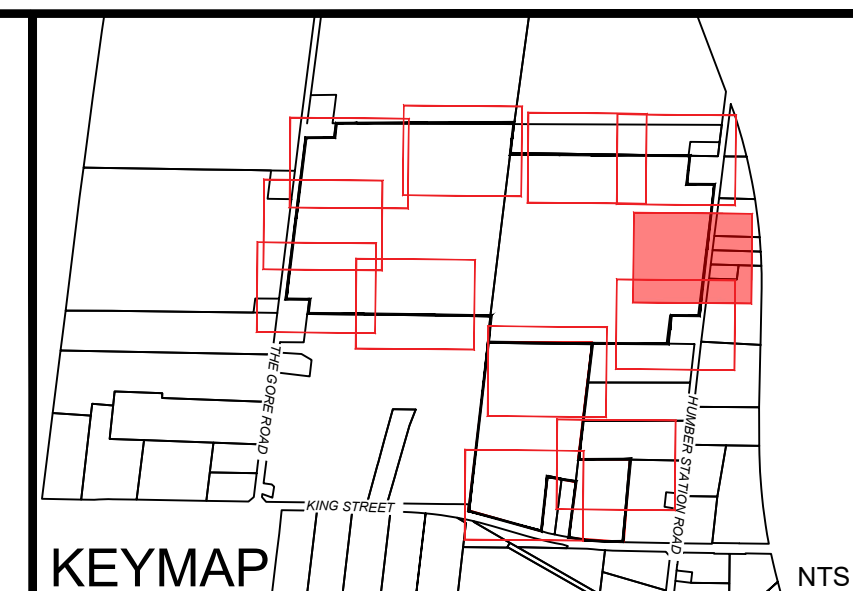 THE GORE ROAD
HUMBER STATION ROAD
KING STREET
KEYMAP
NTS